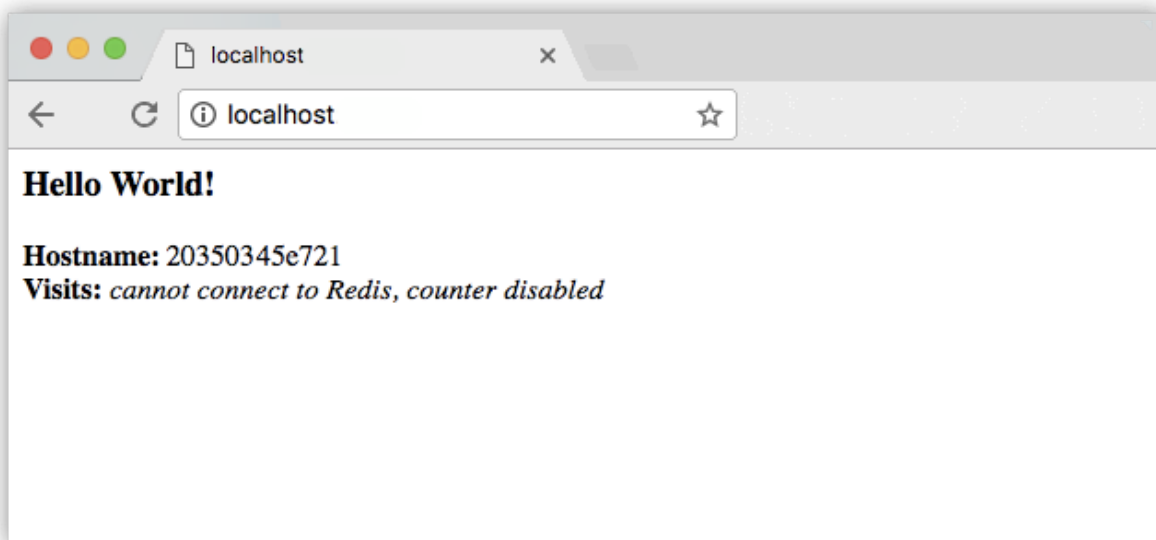 localhost
localhost
Hello World!
Hostname: 20350345e721
Visits: cannot connect to Redis, counter disabled